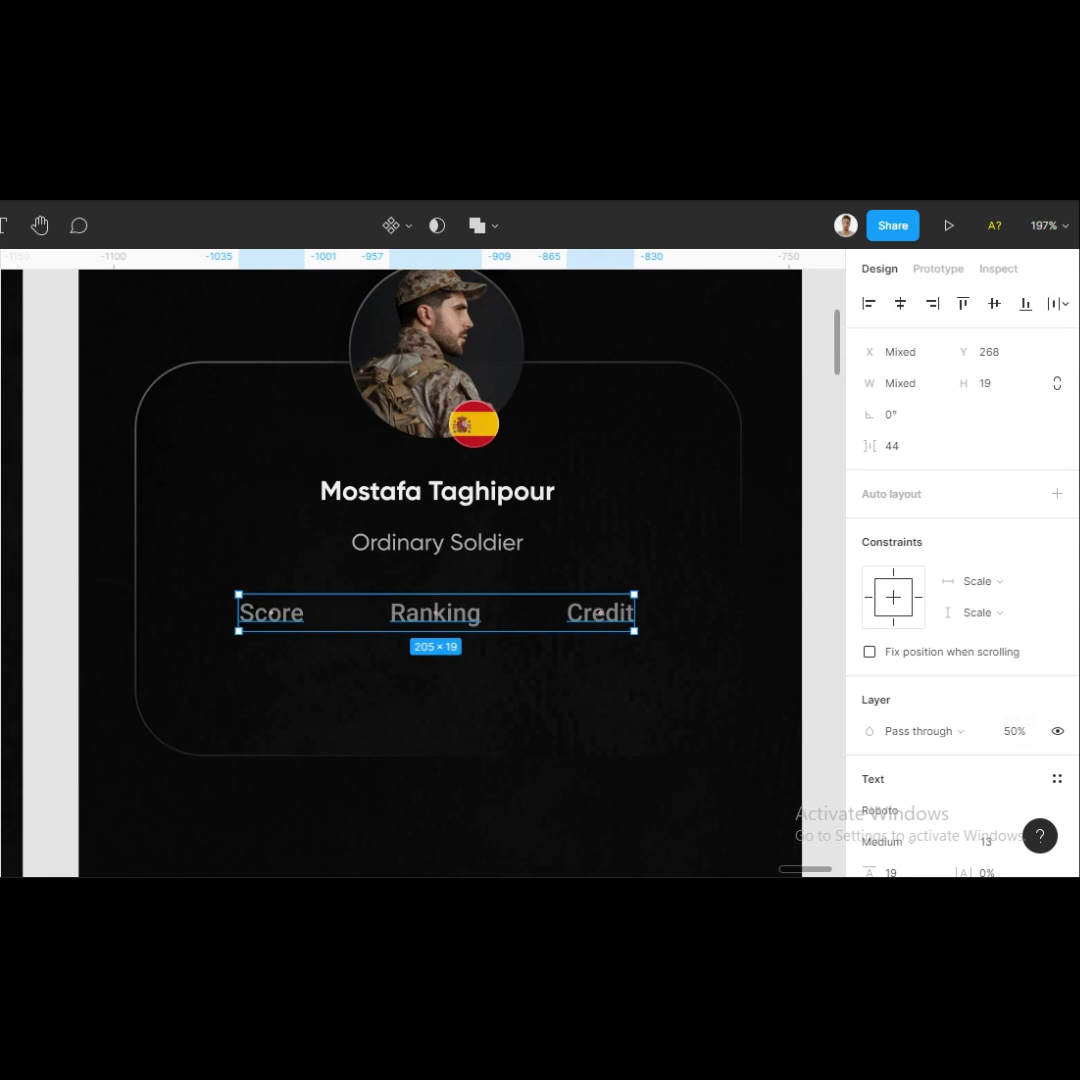 Share
A?
197%
-1150
-1100
-1035
-1001
-957
-909
-865
-830
-750
Design Prototype Inspect
X Mixed Y 268
W Mixed H 19
0°
44
Auto layout
Constraints
Scale
Scale
Fix position when scrolling
Layer
Pass through 50%
Text
Roboto
Medium 13
A 19 |A| 0%
Mostafa Taghipour
Ordinary Soldier
Score Ranking Credit
205 × 19
Activate Windows
Go to Settings to activate Windows.
?